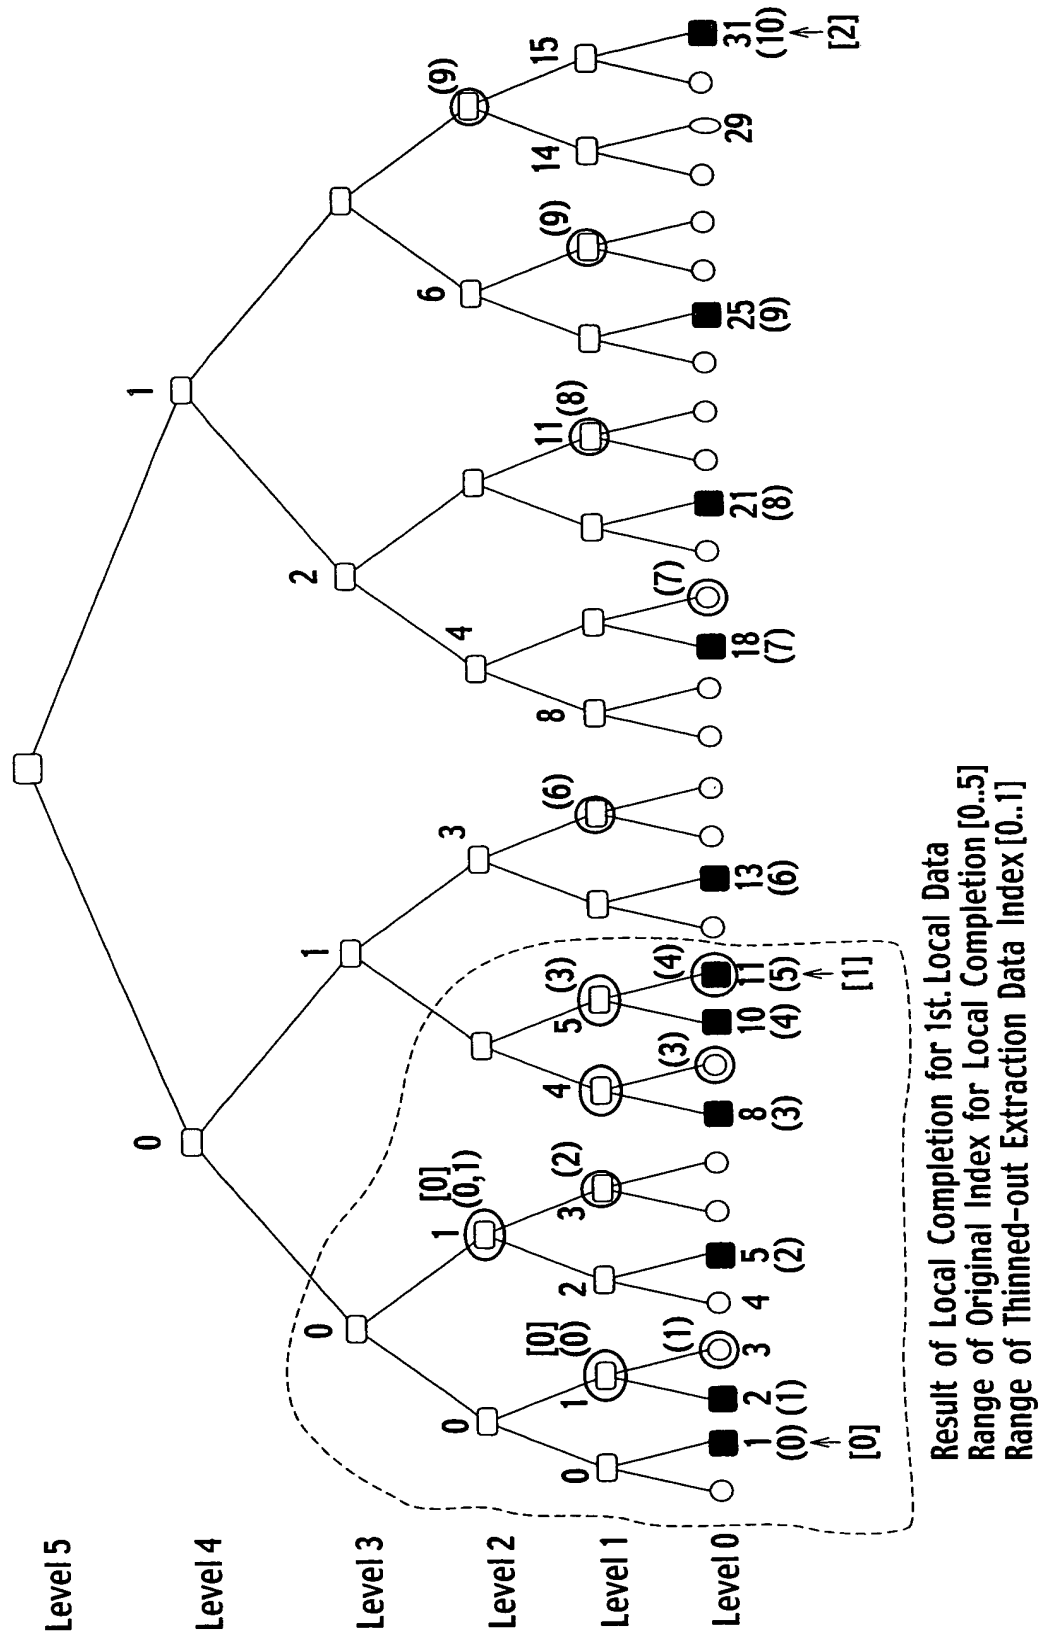 Level 5
Level 4
0 1
Level 3
0 1 2
Level 2
[0]
(0,1)
0 1 3 4 6 (9)
Level 1
[0]
(0)
0 1 2 3 (2) 4 5 (3) (6) 8 11 (8) (9) 14 15
Level 0
(1) (3) (4) (7)
1 2 3 4 5 8 10 11 13 18 21 25 29 31
(0) (1) (2) (3) (4) (5) (6) (7) (8) (9) (10)
[0] [1] [2]
Result of Local Completion for 1st. Local Data
Range of Original Index for Local Completion [0..5]
Range of Thinned-out Extraction Data Index [0..1]